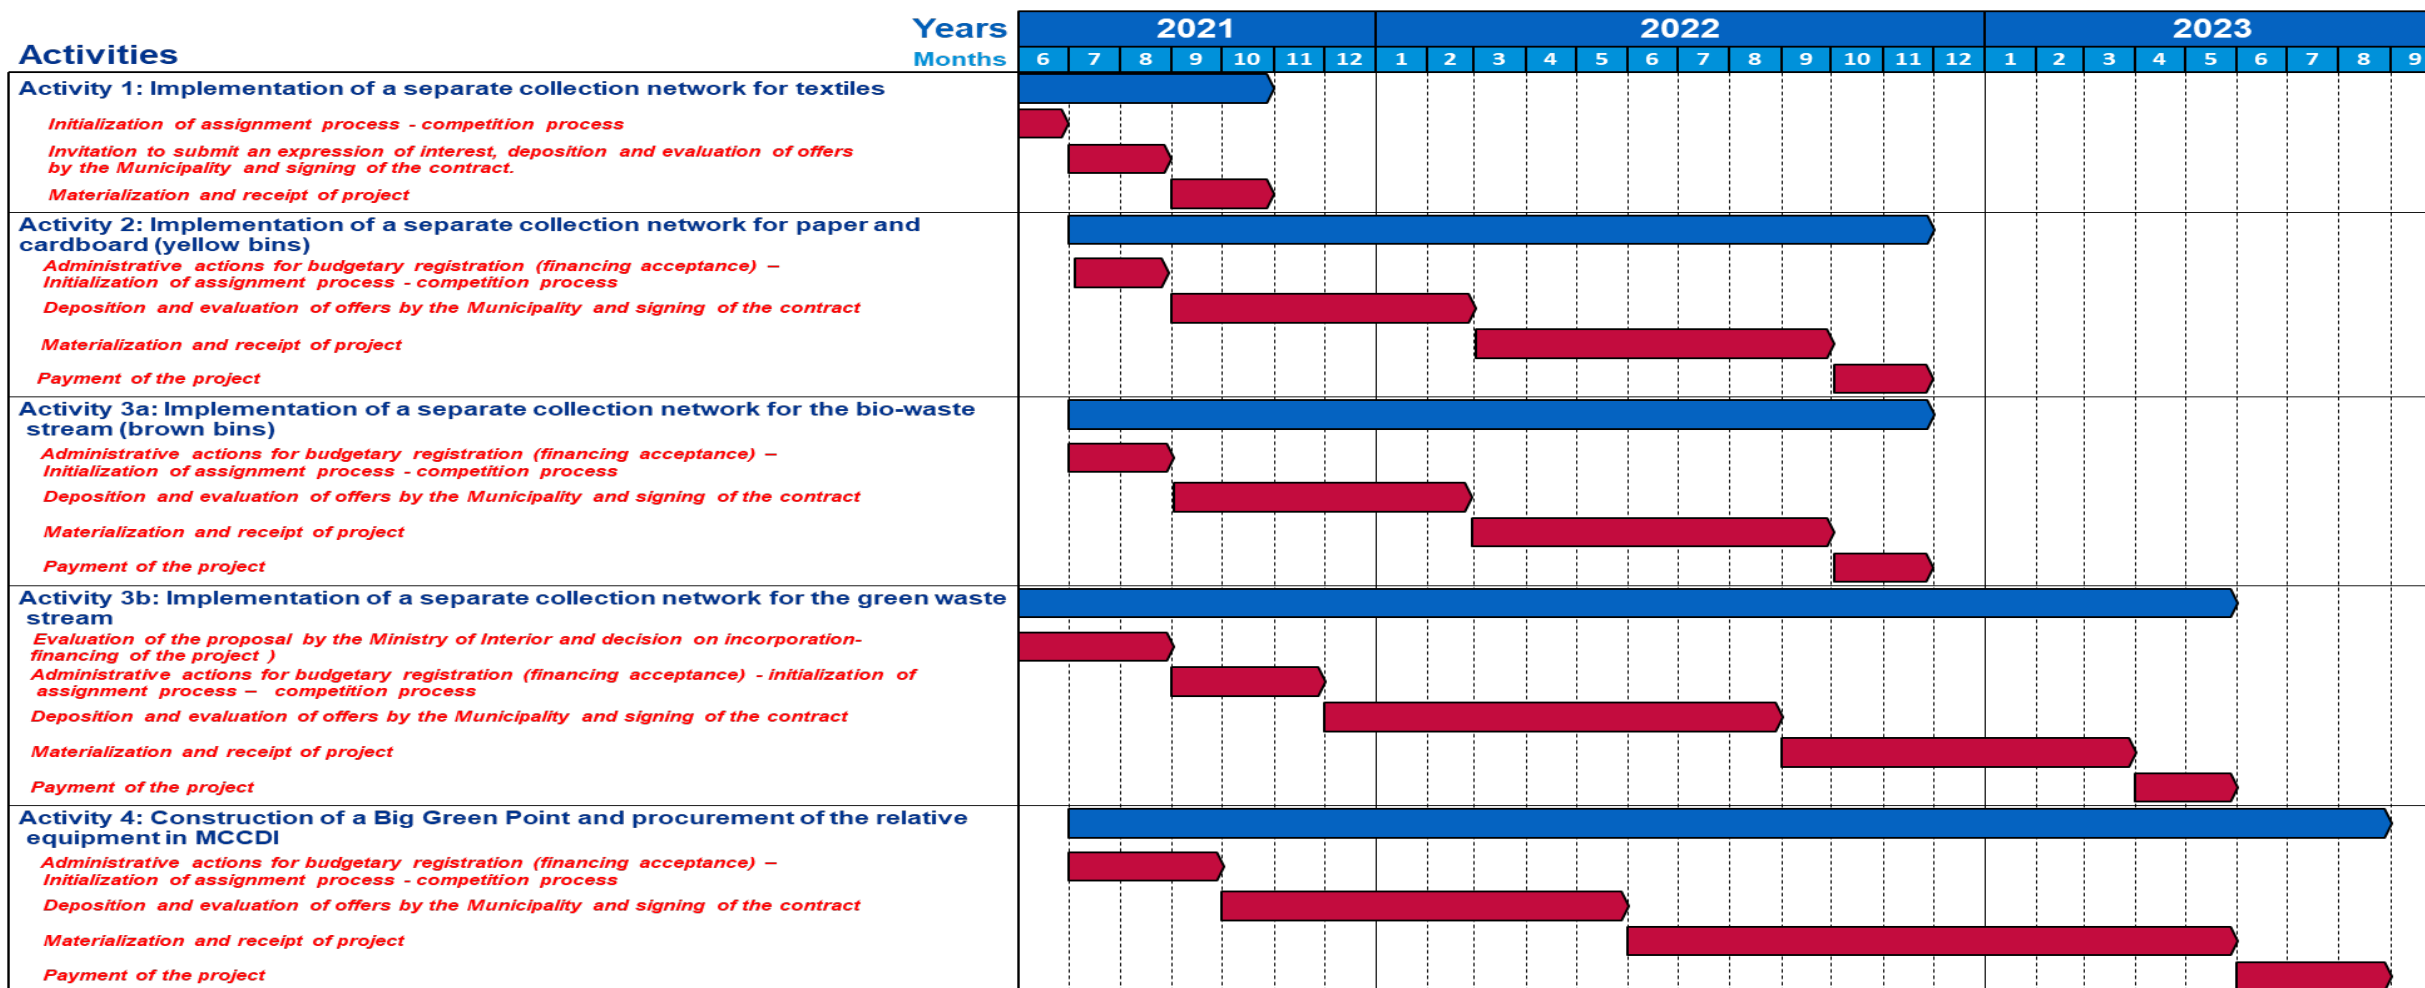 Years 2021 2022 2023
Activities Months 6 7 8 9 10 11 12 1 2 3 4 5 6 7 8 9 10 11 12 1 2 3 4 5 6 7 8 9
Activity 1: Implementation of a separate collection network for textiles
Initialization of assignment process - competition process
Invitation to submit an expression of interest, deposition and evaluation of offers
by the Municipality and signing of the contract.
Materialization and receipt of project
Activity 2: Implementation of a separate collection network for paper and
cardboard (yellow bins)
Administrative actions for budgetary registration (financing acceptance) –
Initialization of assignment process - competition process
Deposition and evaluation of offers by the Municipality and signing of the contract
Materialization and receipt of project
Payment of the project
Activity 3a: Implementation of a separate collection network for the bio-waste
stream (brown bins)
Administrative actions for budgetary registration (financing acceptance) –
Initialization of assignment process - competition process
Deposition and evaluation of offers by the Municipality and signing of the contract
Materialization and receipt of project
Payment of the project
Activity 3b: Implementation of a separate collection network for the green waste
stream
Evaluation of the proposal by the Ministry of Interior and decision on incorporation-
financing of the project )
Administrative actions for budgetary registration (financing acceptance) - initialization of
assignment process – competition process
Deposition and evaluation of offers by the Municipality and signing of the contract
Materialization and receipt of project
Payment of the project
Activity 4: Construction of a Big Green Point and procurement of the relative
equipment in MCCDI
Administrative actions for budgetary registration (financing acceptance) –
Initialization of assignment process - competition process
Deposition and evaluation of offers by the Municipality and signing of the contract
Materialization and receipt of project
Payment of the project